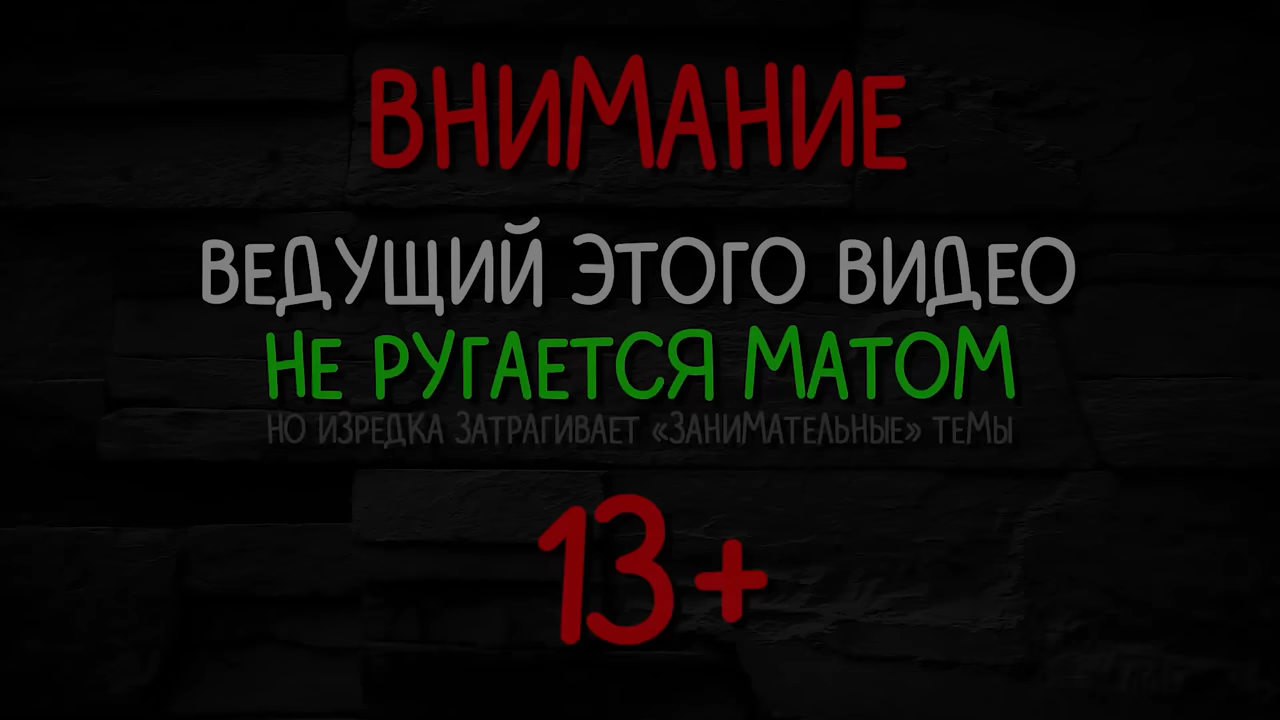 ВНИМАНИЕ
ВЕДУЩИЙ ЭТОГО ВИДЕО
НЕ РУГАЕТСЯ МАТОМ
НО ИЗРЕДКА ЗАТРАГИВАЕТ «ЗАНИМАТЕЛЬНЫЕ» ТЕМЫ
13+